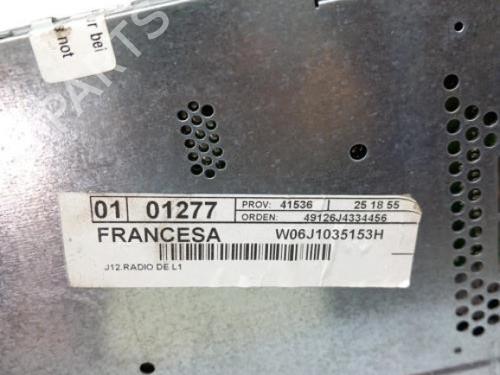 r bei
s not
PARTS
01 01277 PROV: 41536 25 18 55
ORDEN: 49126J4334456
FRANCESA W06J1035153H
J12.RADIO DE L1